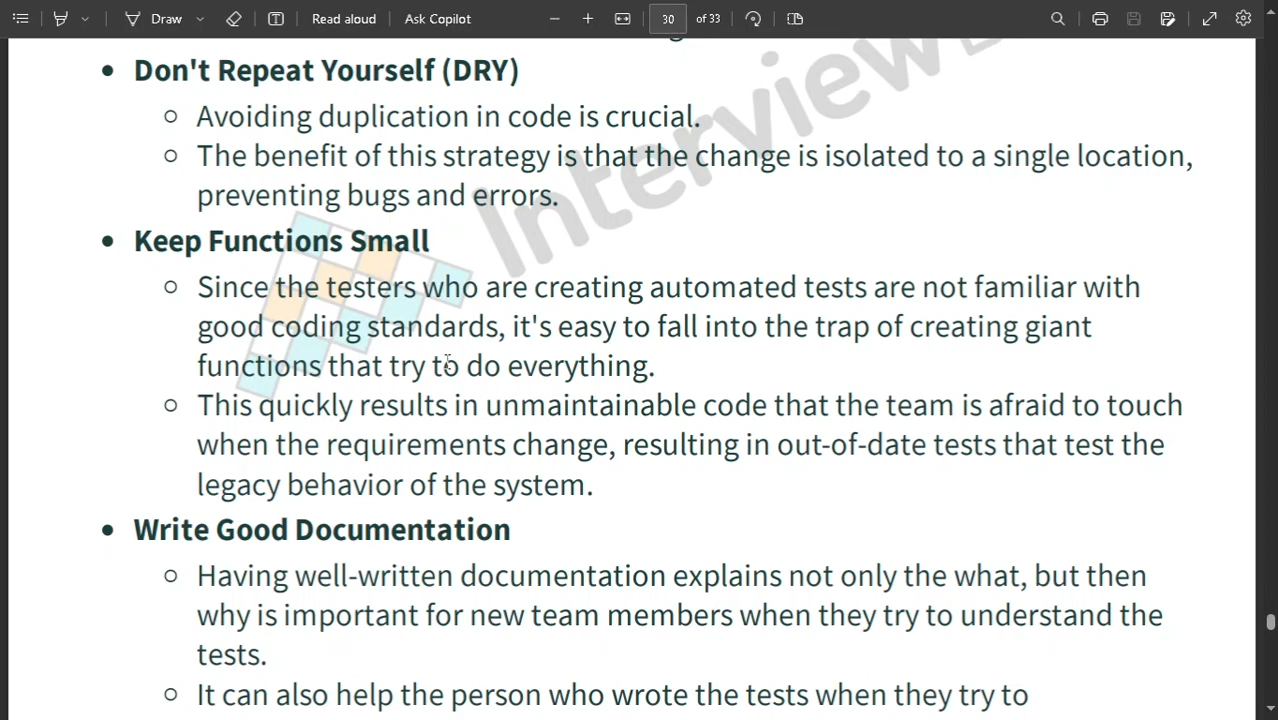 Draw
Read aloud
Ask Copilot
30
of 33
Don't Repeat Yourself (DRY)
Avoiding duplication in code is crucial.
The benefit of this strategy is that the change is isolated to a single location,
preventing bugs and errors.
Keep Functions Small
Since the testers who are creating automated tests are not familiar with
good coding standards, it's easy to fall into the trap of creating giant
functions that try to do everything.
This quickly results in unmaintainable code that the team is afraid to touch
when the requirements change, resulting in out-of-date tests that test the
legacy behavior of the system.
Write Good Documentation
Having well-written documentation explains not only the what, but then
why is important for new team members when they try to understand the
tests.
It can also help the person who wrote the tests when they try to
Interview